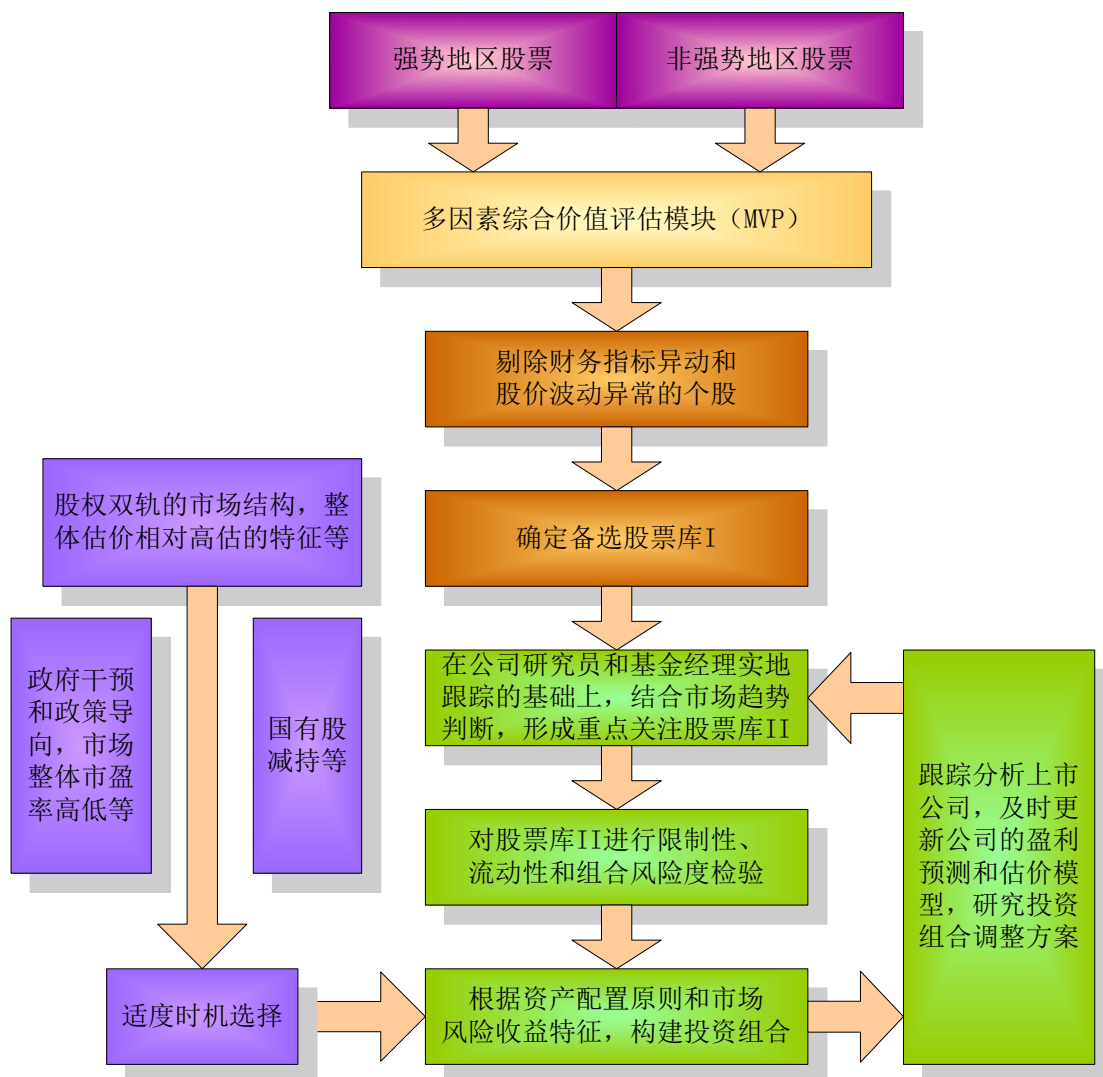 强势地区股票
非强势地区股票
多因素综合价值评估模块（MVP）
剔除财务指标异动和
股价波动异常的个股
股权双轨的市场结构，整
体估价相对高估的特征等
确定备选股票库I
政府干预
和政策导
向，市场
整体市盈
率高低等
国有股
减持等
在公司研究员和基金经理实地
跟踪的基础上，结合市场趋势
判断，形成重点关注股票库II
跟踪分析上市
公司，及时更
新公司的盈利
预测和估价模
型，研究投资
组合调整方案
对股票库II进行限制性、
流动性和组合风险度检验
适度时机选择
根据资产配置原则和市场
风险收益特征，构建投资组合